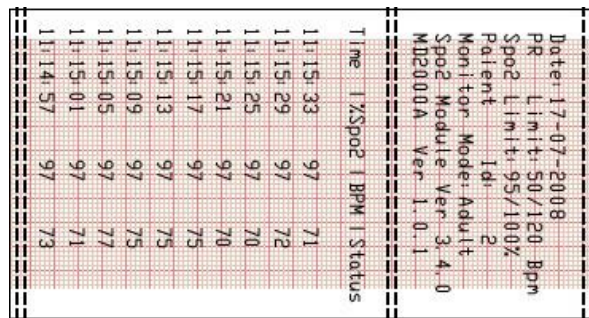 Date:17-07-2008
PR Limit:50/120 Bpm
Spo2 Limit:95/100%
Paient Id: 2
Monitor Mode:Adult
Spo2 Module Ver 3.4.0
MD2000A Ver 1.0.1
Time |%Spo2 |BPM |Status
11:15:33 97 71
11:15:29 97 72
11:15:25 97 70
11:15:21 97 70
11:15:17 97 75
11:15:13 97 75
11:15:09 97 75
11:15:05 97 77
11:15:01 97 71
11:14:57 97 73